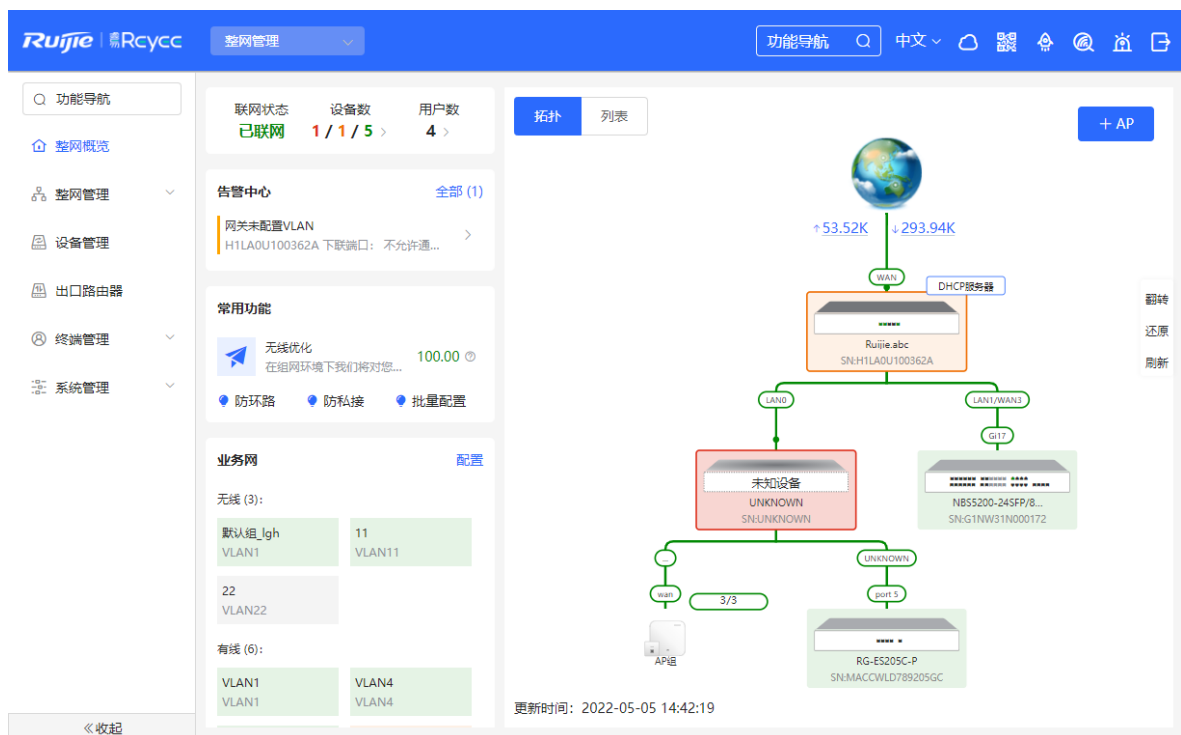 Ruijie 睿易Rcycc
整网管理
功能导航
中文
功能导航
整网概览
整网管理
设备管理
出口路由器
终端管理
系统管理
《收起
联网状态 设备数 用户数
已联网 1 / 1 / 5 > 4 >
告警中心 全部 (1)
网关未配置VLAN
H1LA0U100362A 下联端口： 不允许通...
常用功能
无线优化
在组网环境下我们将对您...
100.00
防环路 防私接 批量配置
业务网 配置
无线 (3):
默认组_lgh 11
VLAN1 VLAN11
22
VLAN22
有线 (6):
VLAN1 VLAN4
VLAN1 VLAN4
拓扑 列表
+ AP
↑53.52K ↓293.94K
WAN
DHCP服务器
Ruijie.abc
SN:H1LA0U100362A
翻转
还原
刷新
LAN0 LAN1/WAN3
Gi17
未知设备
UNKNOWN
SN:UNKNOWN
NBS5200-24SFP/8...
SN:G1NW31N000172
... UNKNOWN
wan 3/3 port 5
AP组
RG-ES205C-P
SN:MACCWLD789205GC
更新时间：2022-05-05 14:42:19